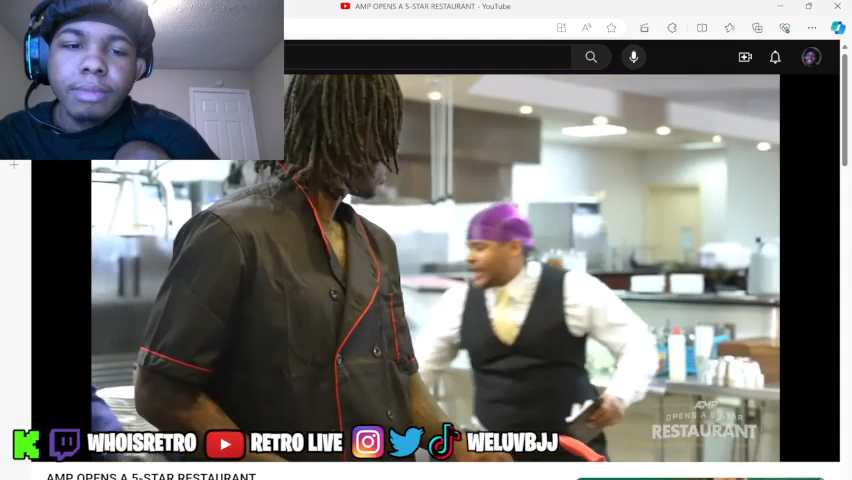 AMP OPENS A 5-STAR RESTAURANT - YouTube
AMP
OPENS A 5-STAR
RESTAURANT
WHOISRETRO RETRO LIVE WELUVBJJ
AMP OPENS A 5-STAR RESTAURANT